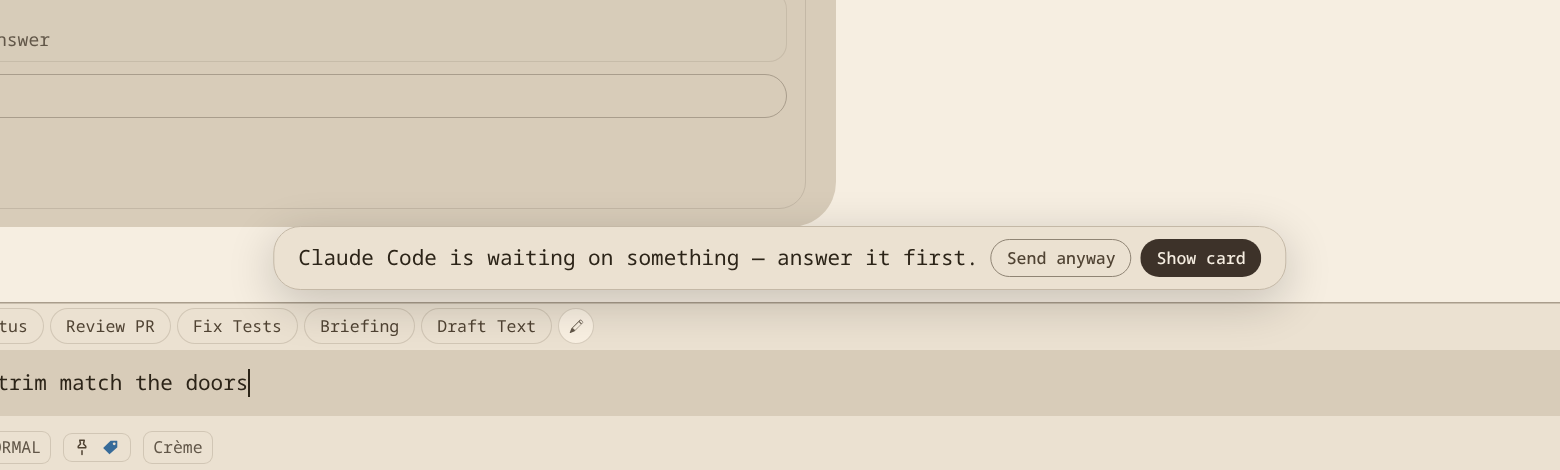 nswer
Claude Code is waiting on something — answer it first. Send anyway Show card
tus Review PR Fix Tests Briefing Draft Text
trim match the doors
RMAL Crème